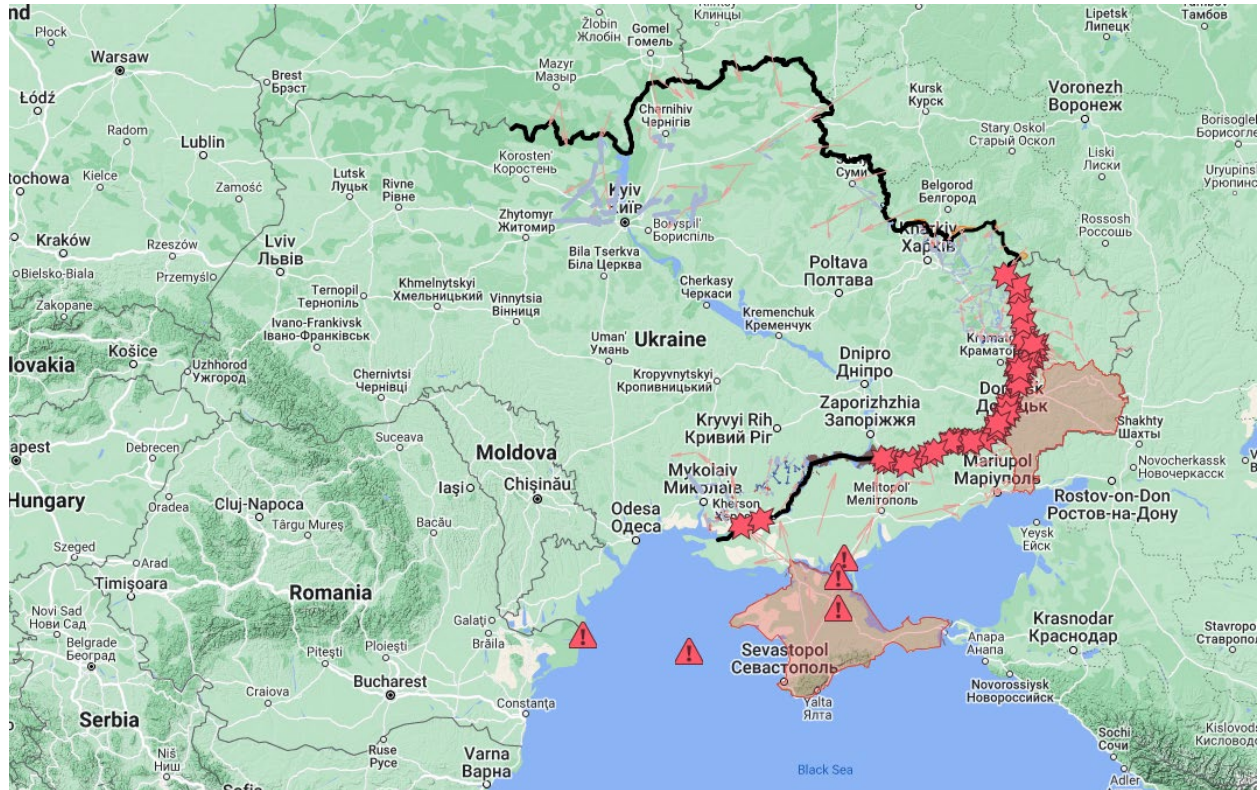 nd
Płock
Warsaw
Łódź
Radom
Lublin
tochowa
Kielce
Zamość
Kraków
Rzeszów
Bielsko-Biala
Przemyśl
Zakopane
lovakia
Košice
Uzhhorod
Ужгород
Brest
Брэст
Mazyr
Мазыр
Žlobin
Жлобін
Gomel
Гомель
Клинцы
Chernihiv
Чернігів
Korosten'
Коростень
Lutsk
Луцьк
Rivne
Рівне
Zhytomyr
Житомир
Kyiv
Київ
Boryspil'
Бориспіль
Lviv
Львів
Bila Tserkva
Біла Церква
Ternopil
Тернопіль
Khmelnytskyi
Хмельницький
Vinnytsia
Вінниця
Cherkasy
Черкаси
Ivano-Frankivsk
Івано-Франківськ
Chernivtsi
Чернівці
Uman'
Умань
Ukraine
Kremenchuk
Кременчук
Poltava
Полтава
Суми
Kursk
Курск
Belgorod
Белгород
Харків
Stary Oskol
Старый Оскол
Lipetsk
Липецк
Тамбов
Voronezh
Воронеж
Borisogleb
Борисогле
Liski
Лиски
Uryupins
Урюпинс
Rossosh
Россошь
Kropyvnytskyi
Кропивницький
Dnipro
Дніпро
Zaporizhzhia
Запоріжжя
Kryvyi Rih
Кривий Ріг
Mykolaiv
Миколаїв
Kherson
Melitopol'
Мелітополь
Mariupol
Маріуполь
Shakhty
Шахты
Novocherkassk
Новочеркасск
Rostov-on-Don
Ростов-на-Дону
Yeysk
Ейск
Moldova
Chișinău
Odesa
Одеса
Suceava
Iași
Bacău
apest
Debrecen
Hungary
Oradea
Cluj-Napoca
Târgu Mureș
Szeged
Arad
Timișoara
Romania
Galați
Brăila
Novi Sad
Нови Сад
Belgrade
Београд
Pitești
Ploiești
Craiova
Bucharest
Constanța
Serbia
Niš
Ниш
Ruse
Русе
Varna
Варна
Sevastopol
Севастополь
Yalta
Ялта
Krasnodar
Краснодар
Stavropo
Ставропол
Anapa
Анапа
Novorossiysk
Новороссийск
Sochi
Сочи
Kislovods
Кисловодс
Adler
Адлер
Black Sea